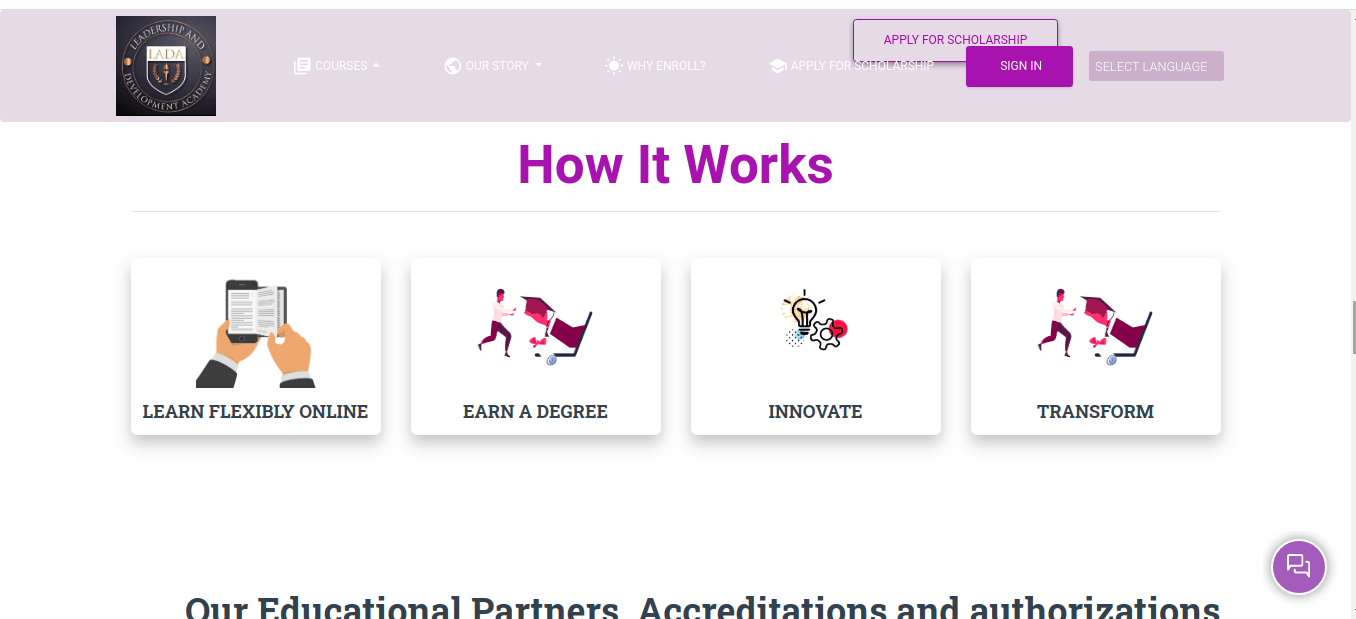 LEADERSHIP AND
LADA
DEVELOPMENT ACADEMY
COURSES
OUR STORY
WHY ENROLL?
APPLY FOR SCHOLARSHIP
APPLY FOR SCHOLARSHIP
SIGN IN
SELECT LANGUAGE
How It Works
LEARN FLEXIBLY ONLINE
EARN A DEGREE
INNOVATE
TRANSFORM
Our Educational Partners, Accreditations and authorizations